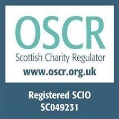 OSCR
Scottish Charity Regulator
www.oscr.org.uk
Registered SCIO
SC049231